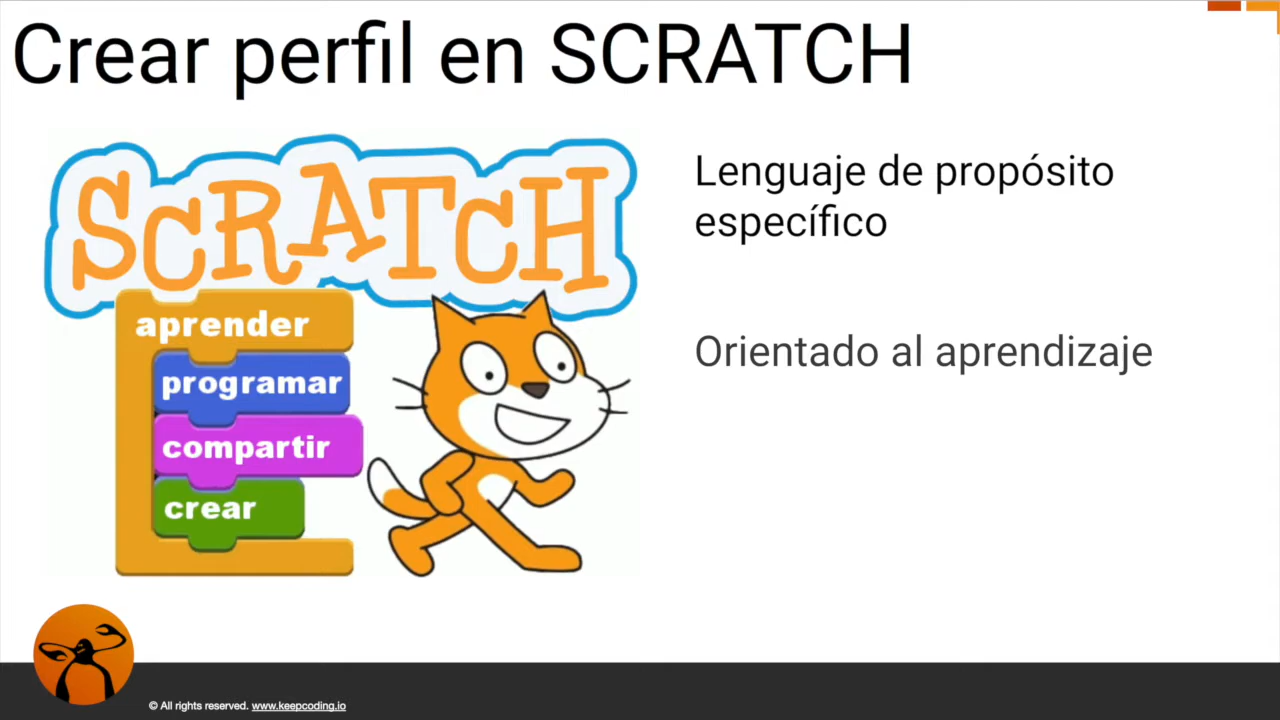 Crear perfil en SCRATCH
SCRATCH
aprender
programar
compartir
crear
Lenguaje de propósito
específico
Orientado al aprendizaje
© All rights reserved. www.keepcoding.io